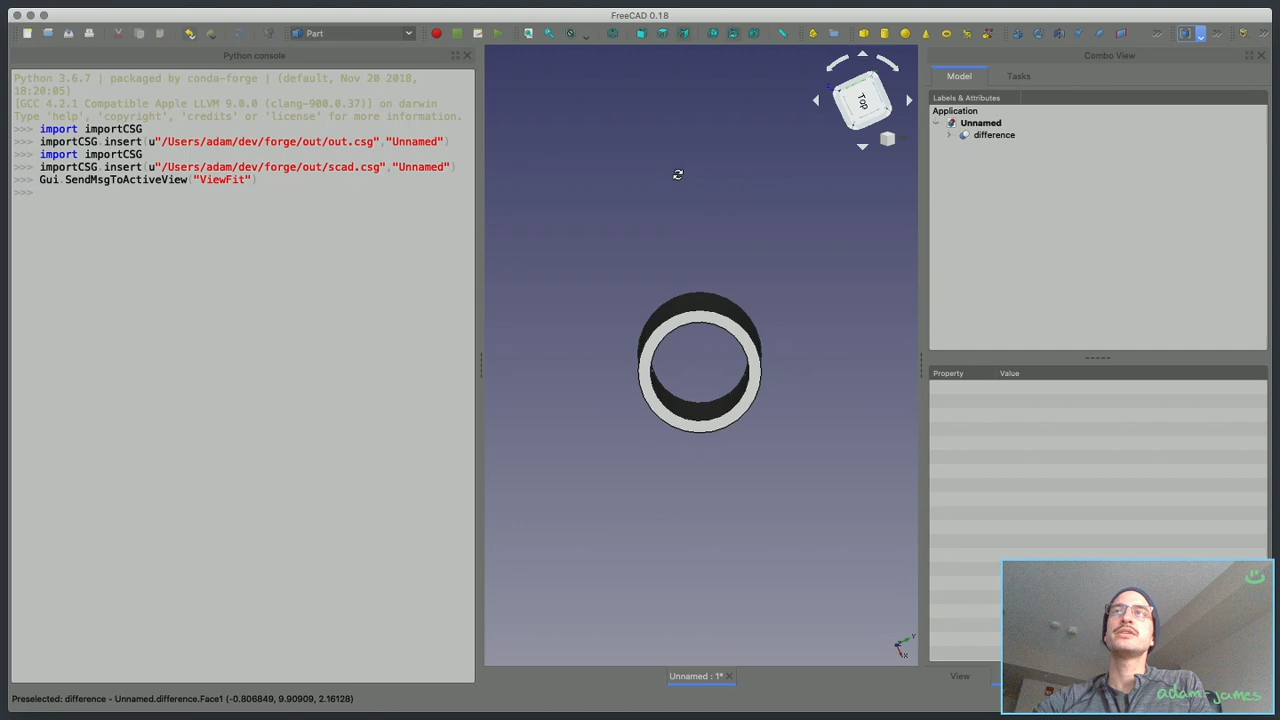 FreeCAD 0.18
Part
Python console
Combo View
Python 3.6.7 | packaged by conda-forge | (default, Nov 20 2018,
18:20:05)
[GCC 4.2.1 Compatible Apple LLVM 9.0.0 (clang-900.0.37)] on darwin
Type 'help', 'copyright', 'credits' or 'license' for more information.
>>> import importCSG
>>> importCSG.insert(u"/Users/adam/dev/forge/out/out.csg","Unnamed")
>>> import importCSG
>>> importCSG.insert(u"/Users/adam/dev/forge/out/scad.csg","Unnamed")
>>> Gui.SendMsgToActiveView("ViewFit")
>>>
Top
Model
Tasks
Labels & Attributes
Application
Unnamed
difference
Property
Value
Y
X
Unnamed : 1*
View
adam-james
Preselected: difference - Unnamed.difference.Face1 (-0.806849, 9.90909, 2.16128)